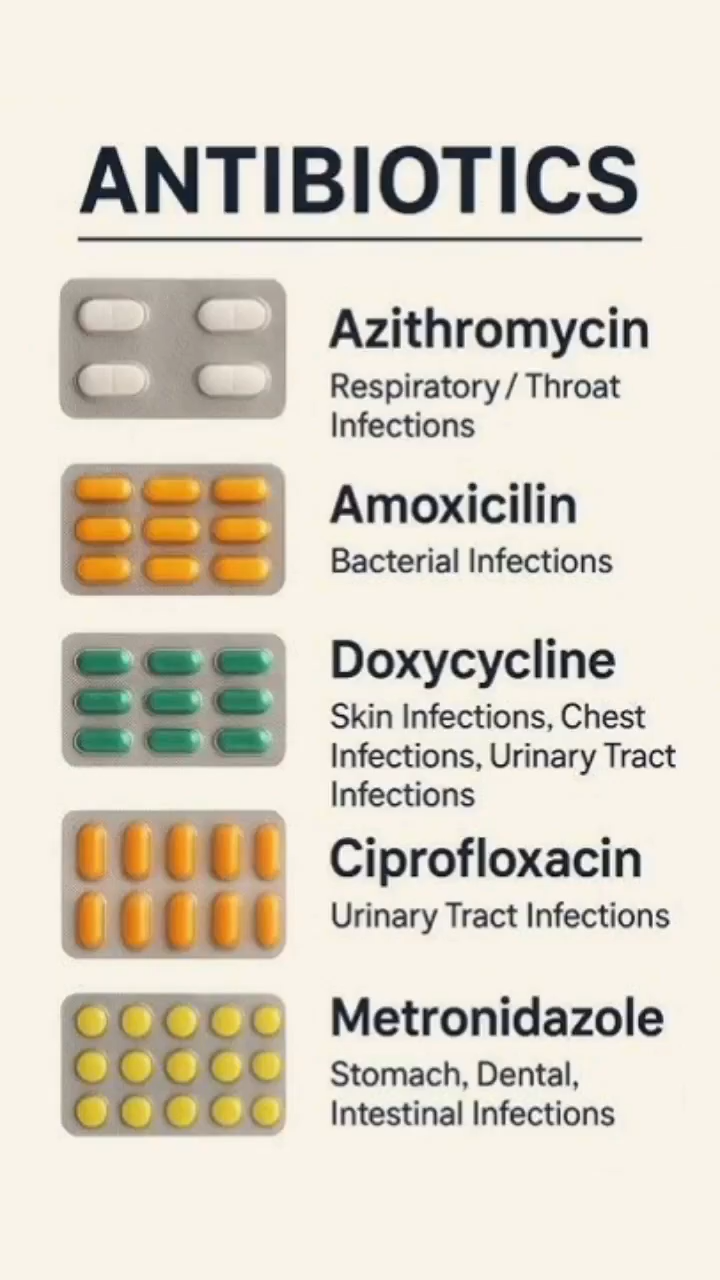 ANTIBIOTICS
Azithromycin
Respiratory / Throat
Infections
Amoxicilin
Bacterial Infections
Doxycycline
Skin Infections, Chest
Infections, Urinary Tract
Infections
Ciprofloxacin
Urinary Tract Infections
Metronidazole
Stomach, Dental,
Intestinal Infections